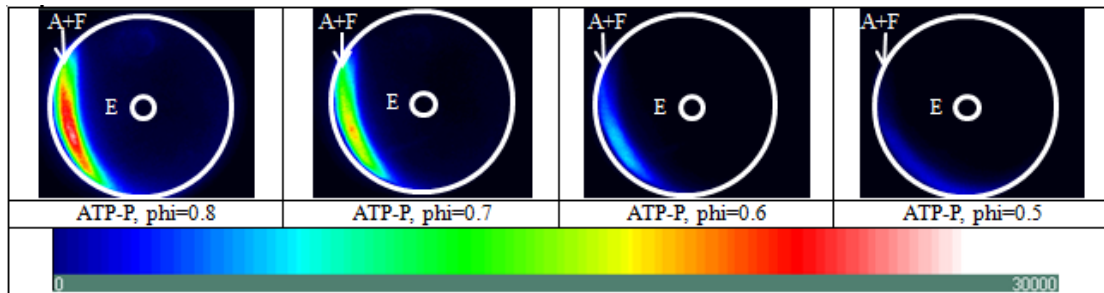 A+F
E
A+F
E
A+F
E
A+F
E
ATP-P, phi=0.8
ATP-P, phi=0.7
ATP-P, phi=0.6
ATP-P, phi=0.5
0
30000